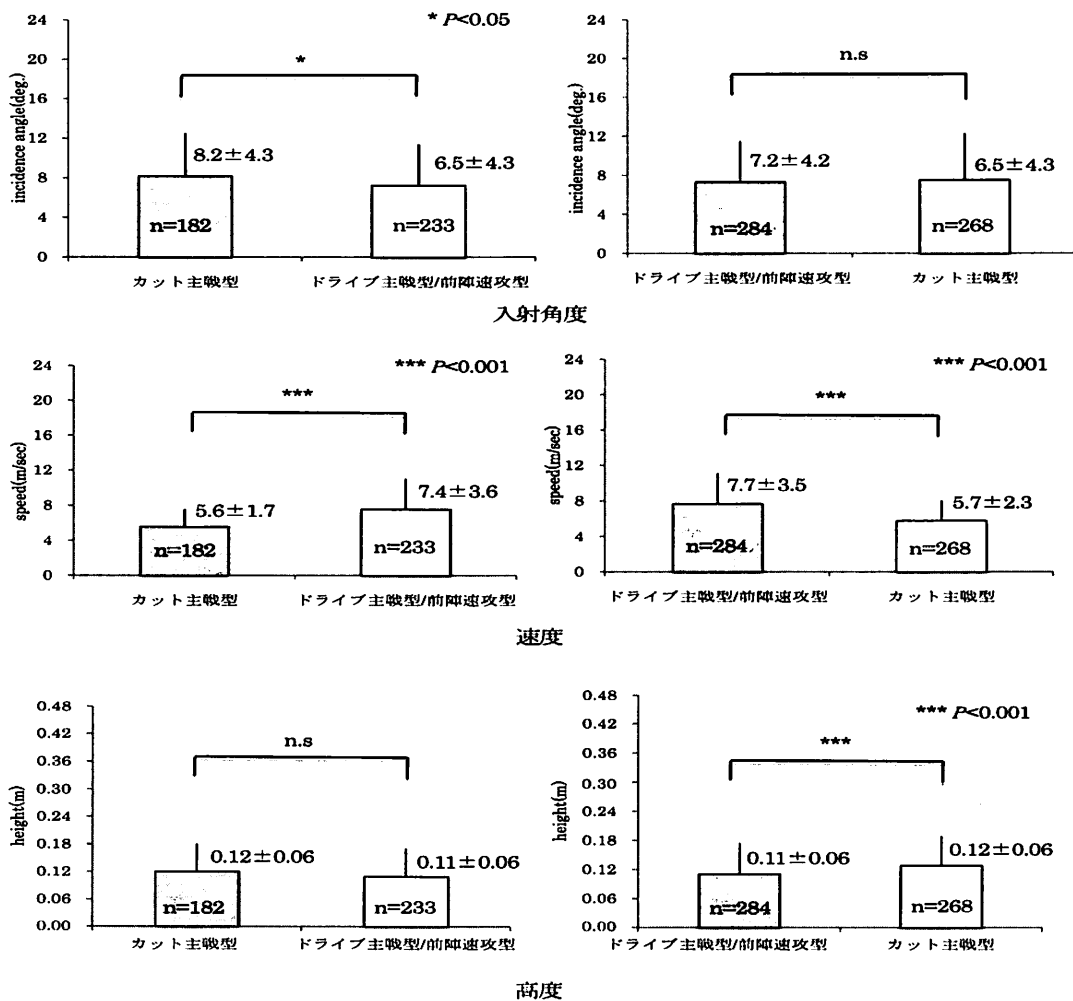 24
20
16
12
8
4
0
incidence angle(deg.)
* P<0.05
*
8.2±4.3
6.5±4.3
n=182
n=233
カット主戦型
ドライブ主戦型/前陣速攻型
24
20
16
12
8
4
0
incidence angle(deg.)
n.s
7.2±4.2
6.5±4.3
n=284
n=268
ドライブ主戦型/前陣速攻型
カット主戦型
入射角度
24
20
16
12
8
4
0
speed(m/sec)
*** P<0.001
***
5.6±1.7
7.4±3.6
n=182
n=233
カット主戦型
ドライブ主戦型/前陣速攻型
24
20
16
12
8
4
0
speed(m/sec)
*** P<0.001
***
7.7±3.5
5.7±2.3
n=284
n=268
ドライブ主戦型/前陣速攻型
カット主戦型
速度
0.48
0.42
0.36
0.30
0.24
0.18
0.12
0.06
0.00
height(m)
n.s
0.12±0.06
0.11±0.06
n=182
n=233
カット主戦型
ドライブ主戦型/前陣速攻型
0.48
0.42
0.36
0.30
0.24
0.18
0.12
0.06
0.00
height(m)
*** P<0.001
***
0.11±0.06
0.12±0.06
n=284
n=268
ドライブ主戦型/前陣速攻型
カット主戦型
高度